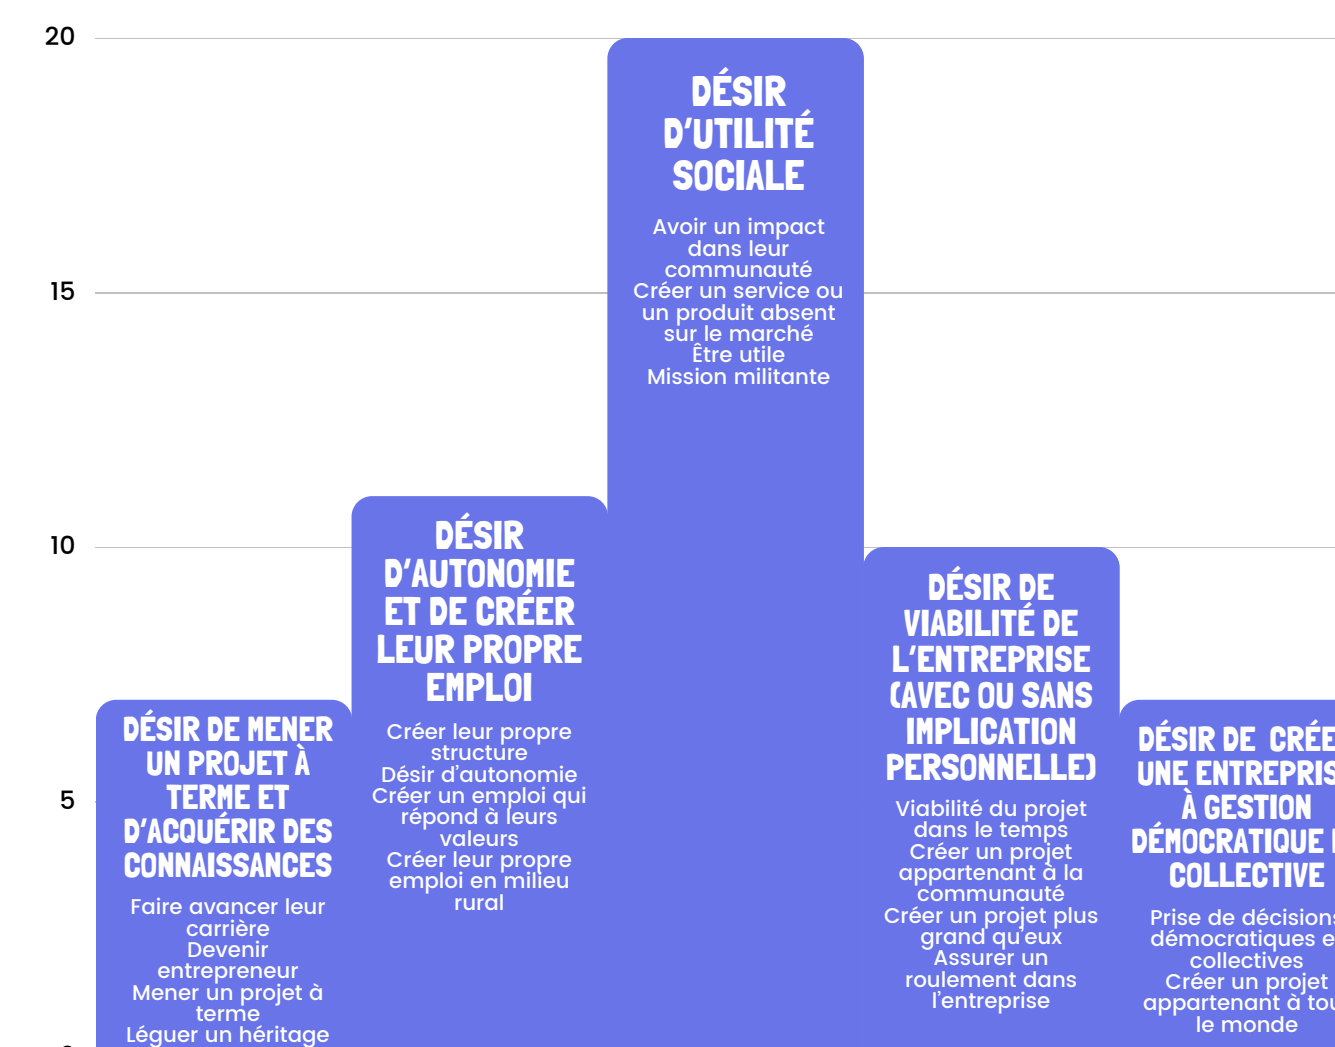 20
15
10
5
DÉSIR DE MENER
UN PROJET À
TERME ET
D'ACQUÉRIR DES
CONNAISSANCES
Faire avancer leur
carrière
Devenir
entrepreneur
Mener un projet à
terme
Léguer un héritage
DÉSIR
D'AUTONOMIE
ET DE CRÉER
LEUR PROPRE
EMPLOI
Créer leur propre
structure
Désir d'autonomie
Créer un emploi qui
répond à leurs
valeurs
Créer leur propre
emploi en milieu
rural
DÉSIR
D'UTILITÉ
SOCIALE
Avoir un impact
dans leur
communauté
Créer un service ou
un produit absent
sur le marché
Être utile
Mission militante
DÉSIR DE
VIABILITÉ DE
L'ENTREPRISE
(AVEC OU SANS
IMPLICATION
PERSONNELLE)
Viabilité du projet
dans le temps
Créer un projet
appartenant à la
communauté
Créer un projet plus
grand qu'eux
Assurer un
roulement dans
l'entreprise
DÉSIR DE
UNE
À GESTION
DÉMOCRATIQUE
COLLECTIVE
Prise de
démocratiques
collectives
Créer un projet
appartenant à
le monde